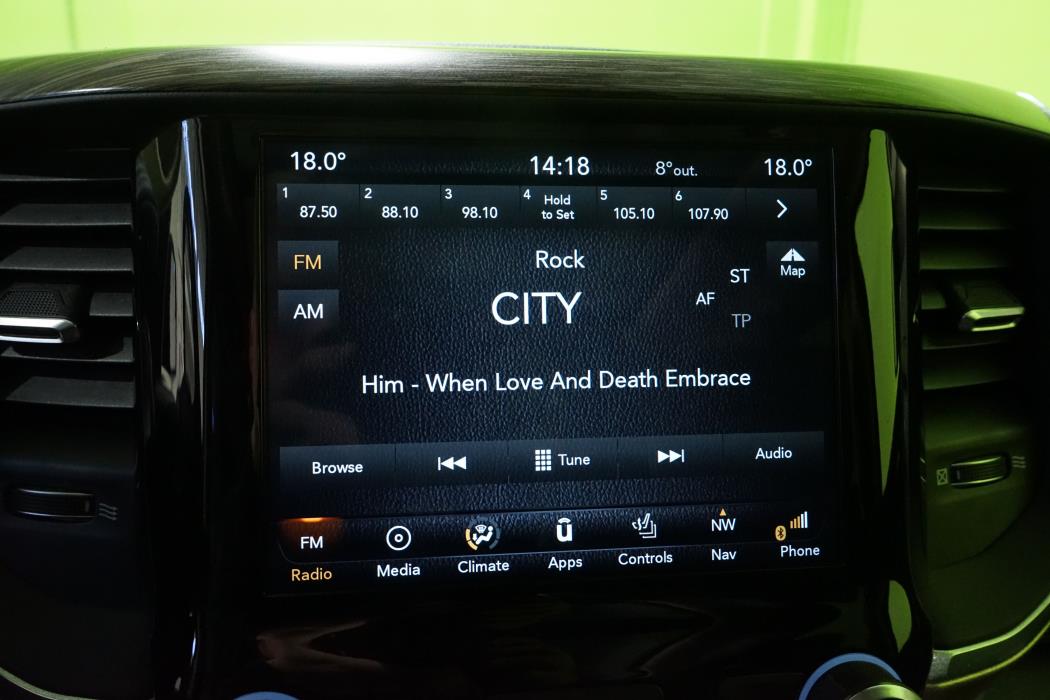 18.0° 14:18 8°out. 18.0°
1 87.50 2 88.10 3 98.10 4 Hold to Set 5 105.10 6 107.90
FM Rock Map
ST
AM CITY AF
TP
Him - When Love And Death Embrace
Browse Tune Audio
FM NW
Radio Media Climate Apps Controls Nav Phone